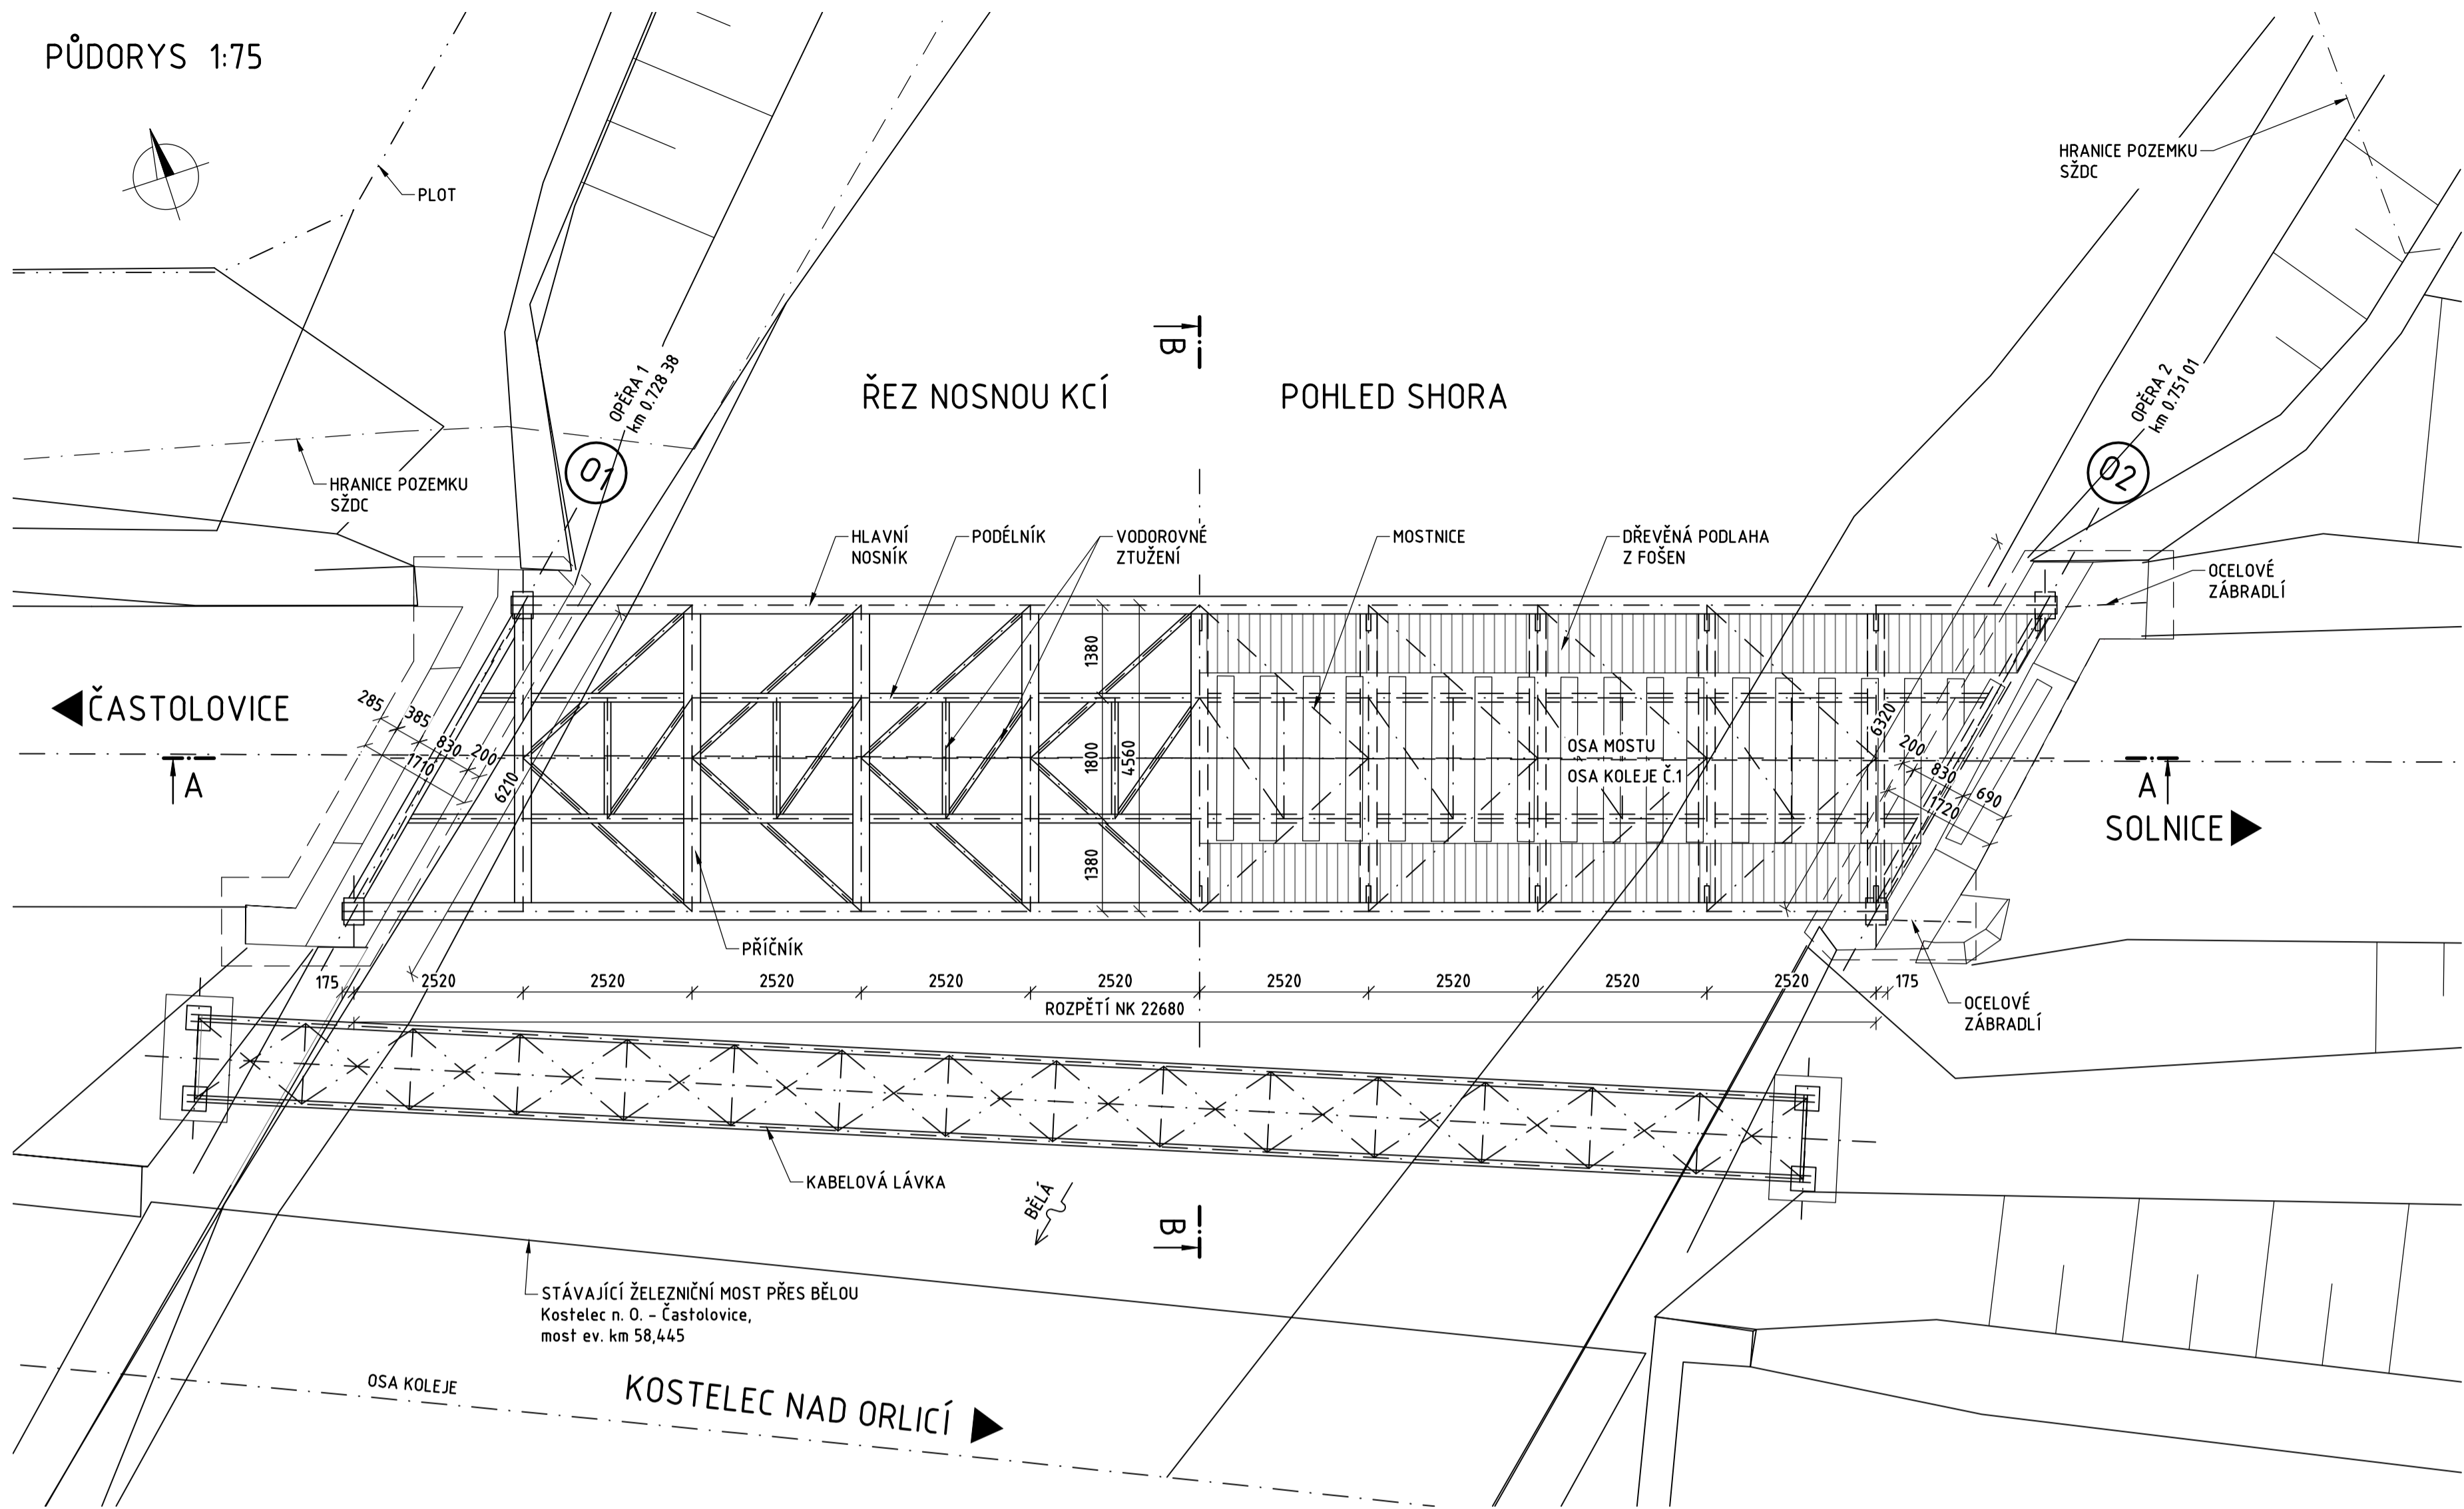 PŮDORYS 1:75
PLOT
HRANICE POZEMKU
SŽDC
OPĚRA 1
km 0.728 38
01
B
ŘEZ NOSNOU KCÍ
POHLED SHORA
HRANICE POZEMKU
SŽDC
OPĚRA 2
km 0.751 01
02
HLAVNÍ
NOSNÍK
PODÉLNÍK
VODOROVNÉ
ZTUŽENÍ
MOSTNICE
DŘEVĚNÁ PODLAHA
Z FOŠEN
OCELOVÉ
ZÁBRADLÍ
ČASTOLOVICE
A
285
385
830
200
1770
6210
1380
1800
4560
1380
OSA MOSTU
OSA KOLEJE Č.1
6320
200
830
690
1720
A
SOLNICE
PŘÍČNÍK
175
2520
2520
2520
2520
2520
2520
2520
2520
2520
175
ROZPĚTÍ NK 22680
OCELOVÉ
ZÁBRADLÍ
KABELOVÁ LÁVKA
BĚLÁ
B
STÁVAJÍCÍ ŽELEZNIČNÍ MOST PŘES BĚLOU
Kostelec n. O. - Častolovice,
most ev. km 58,445
OSA KOLEJE
KOSTELEC NAD ORLICÍ